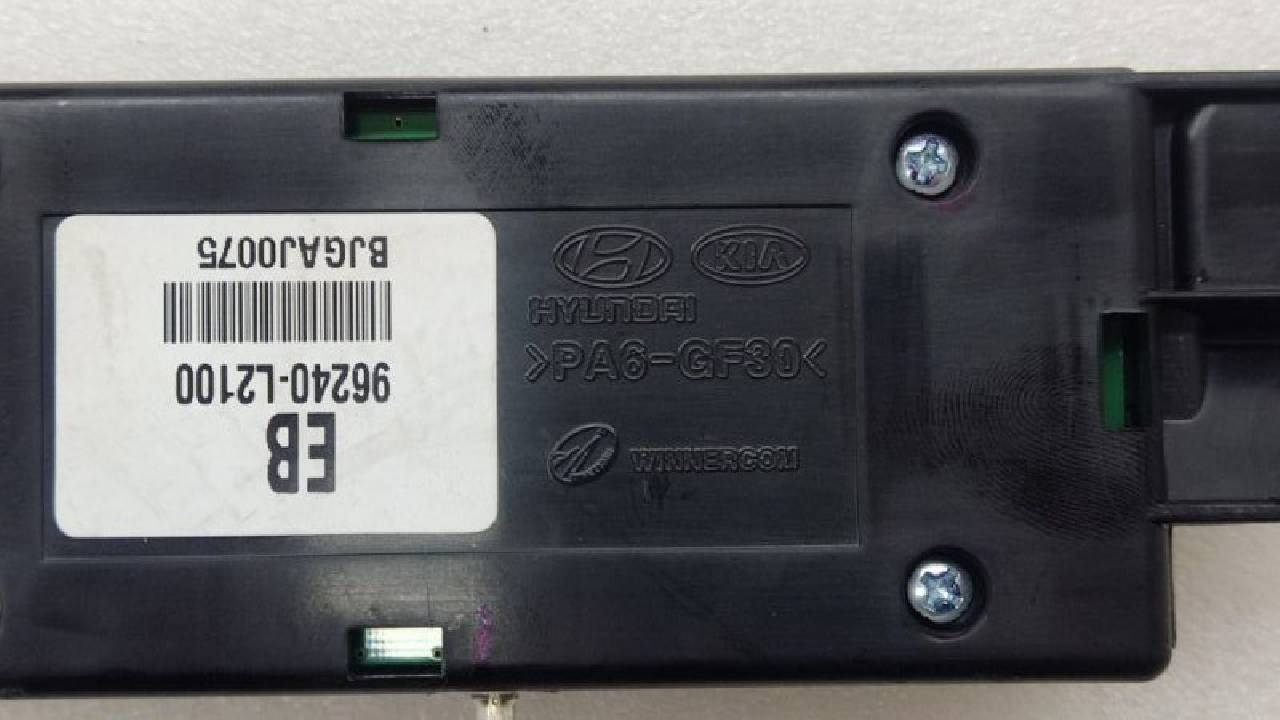 EB
96240-L2100
BJGAJ0075
KIA
HYUNDAI
>PA6-GF30<
WINNERCOM